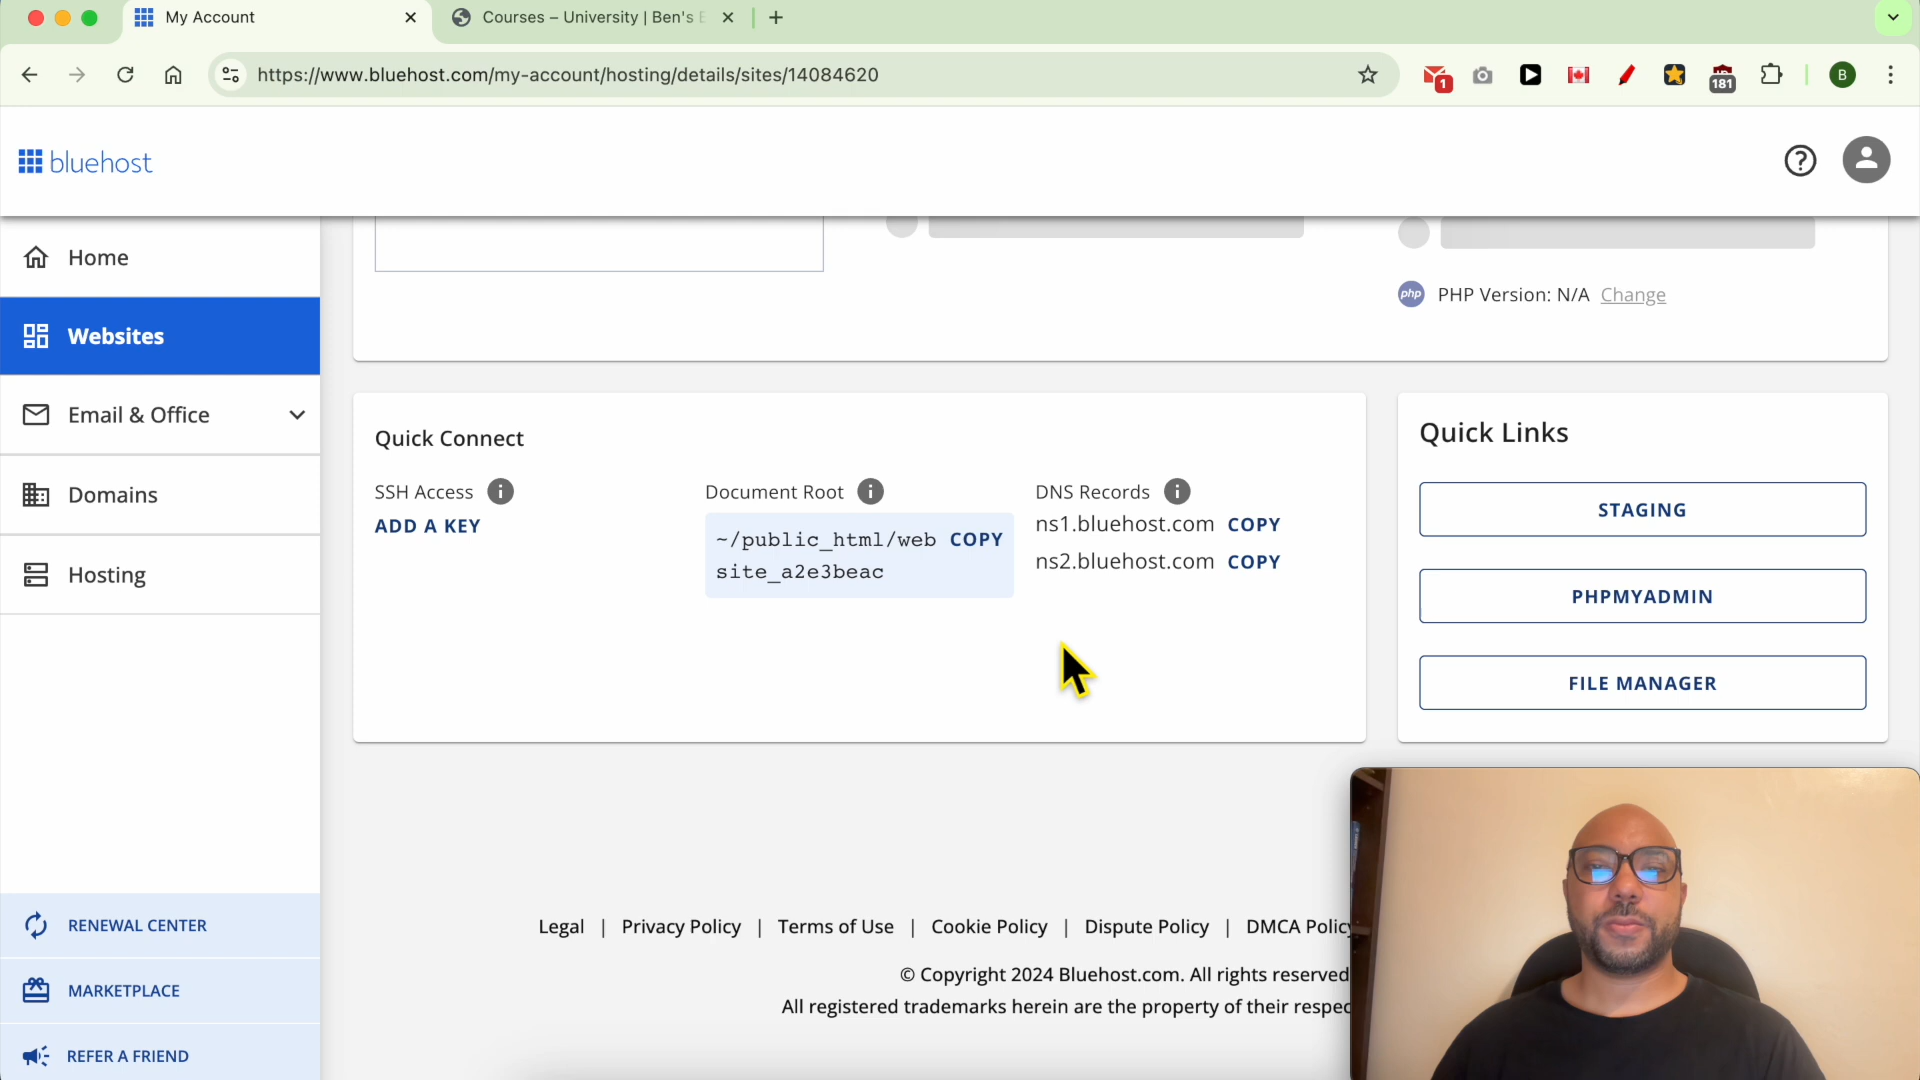 My Account
Courses – University | Ben's
https://www.bluehost.com/my-account/hosting/details/sites/14084620
1
181
B
bluehost
Home
Websites
Email & Office
Domains
Hosting
RENEWAL CENTER
MARKETPLACE
REFER A FRIEND
php PHP Version: N/A Change
Quick Connect
SSH Access
ADD A KEY
Document Root
~/public_html/web COPY
site_a2e3beac
DNS Records
ns1.bluehost.com COPY
ns2.bluehost.com COPY
Quick Links
STAGING
PHPMYADMIN
FILE MANAGER
Legal | Privacy Policy | Terms of Use | Cookie Policy | Dispute Policy | DMCA Policy
© Copyright 2024 Bluehost.com. All rights reserved
All registered trademarks herein are the property of their respec